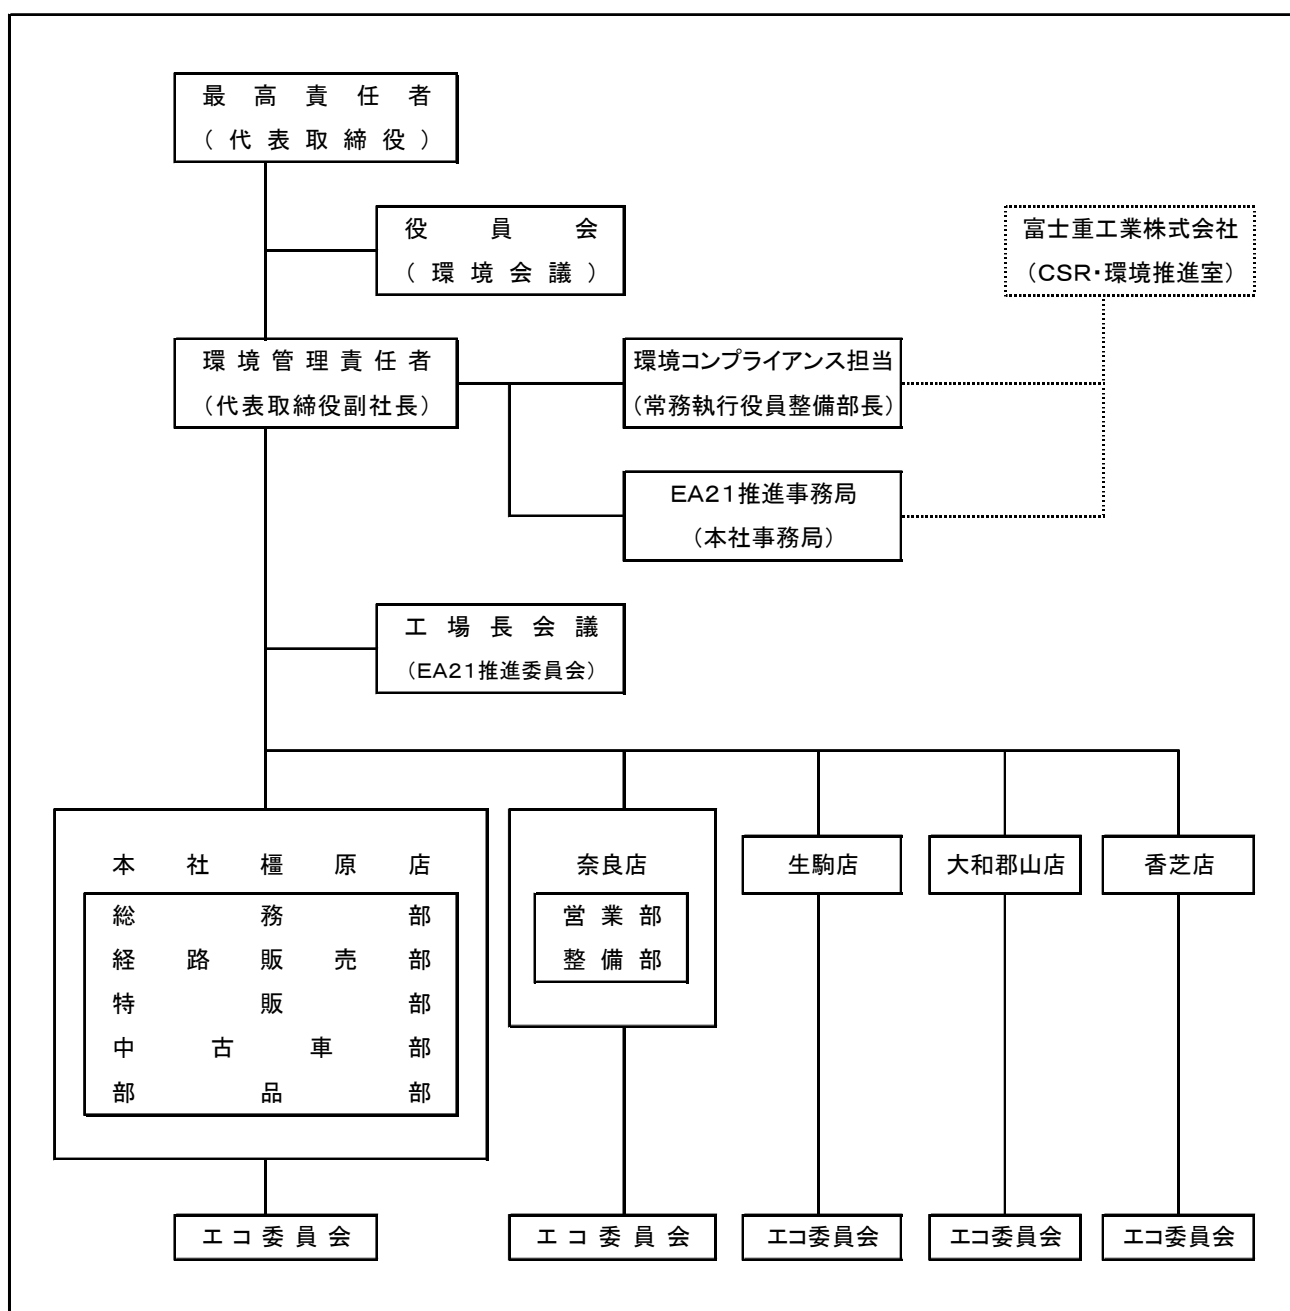 最高責任者
（代表取締役）
役員会
（環境会議）
富士重工業株式会社
（CSR・環境推進室）
環境管理責任者
（代表取締役副社長）
環境コンプライアンス担当
（常務執行役員整備部長）
EA21推進事務局
（本社事務局）
工場長会議
（EA21推進委員会）
本社橿原店
総務部
経路販売部
特販部
中古車部
部品部
奈良店
営業部
整備部
生駒店
大和郡山店
香芝店
エコ委員会
エコ委員会
エコ委員会
エコ委員会
エコ委員会